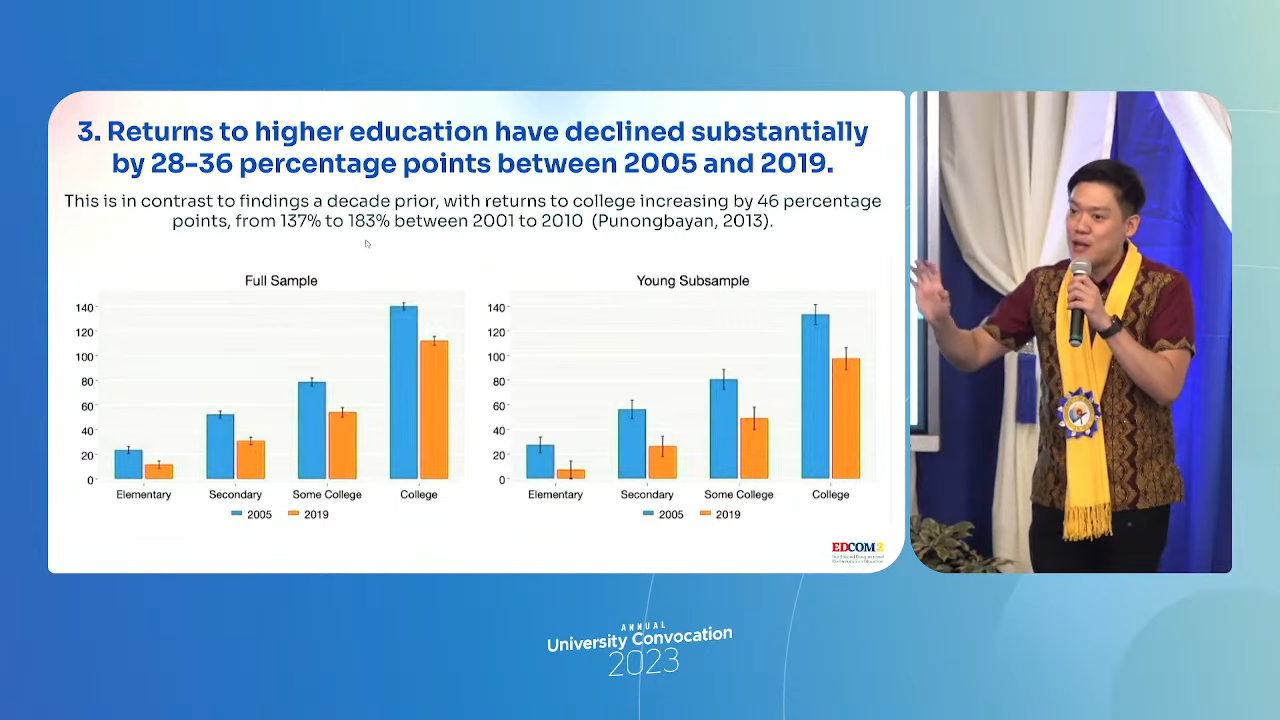 3. Returns to higher education have declined substantially
by 28-36 percentage points between 2005 and 2019.
This is in contrast to findings a decade prior, with returns to college increasing by 46 percentage
points, from 137% to 183% between 2001 to 2010 (Punongbayan, 2013).
Full Sample
140
120
100
80
60
40
20
0
Elementary Secondary Some College College
2005 2019
Young Subsample
140
120
100
80
60
40
20
0
Elementary Secondary Some College College
2005 2019
EDCOM2
ANNUAL
University Convocation
2023